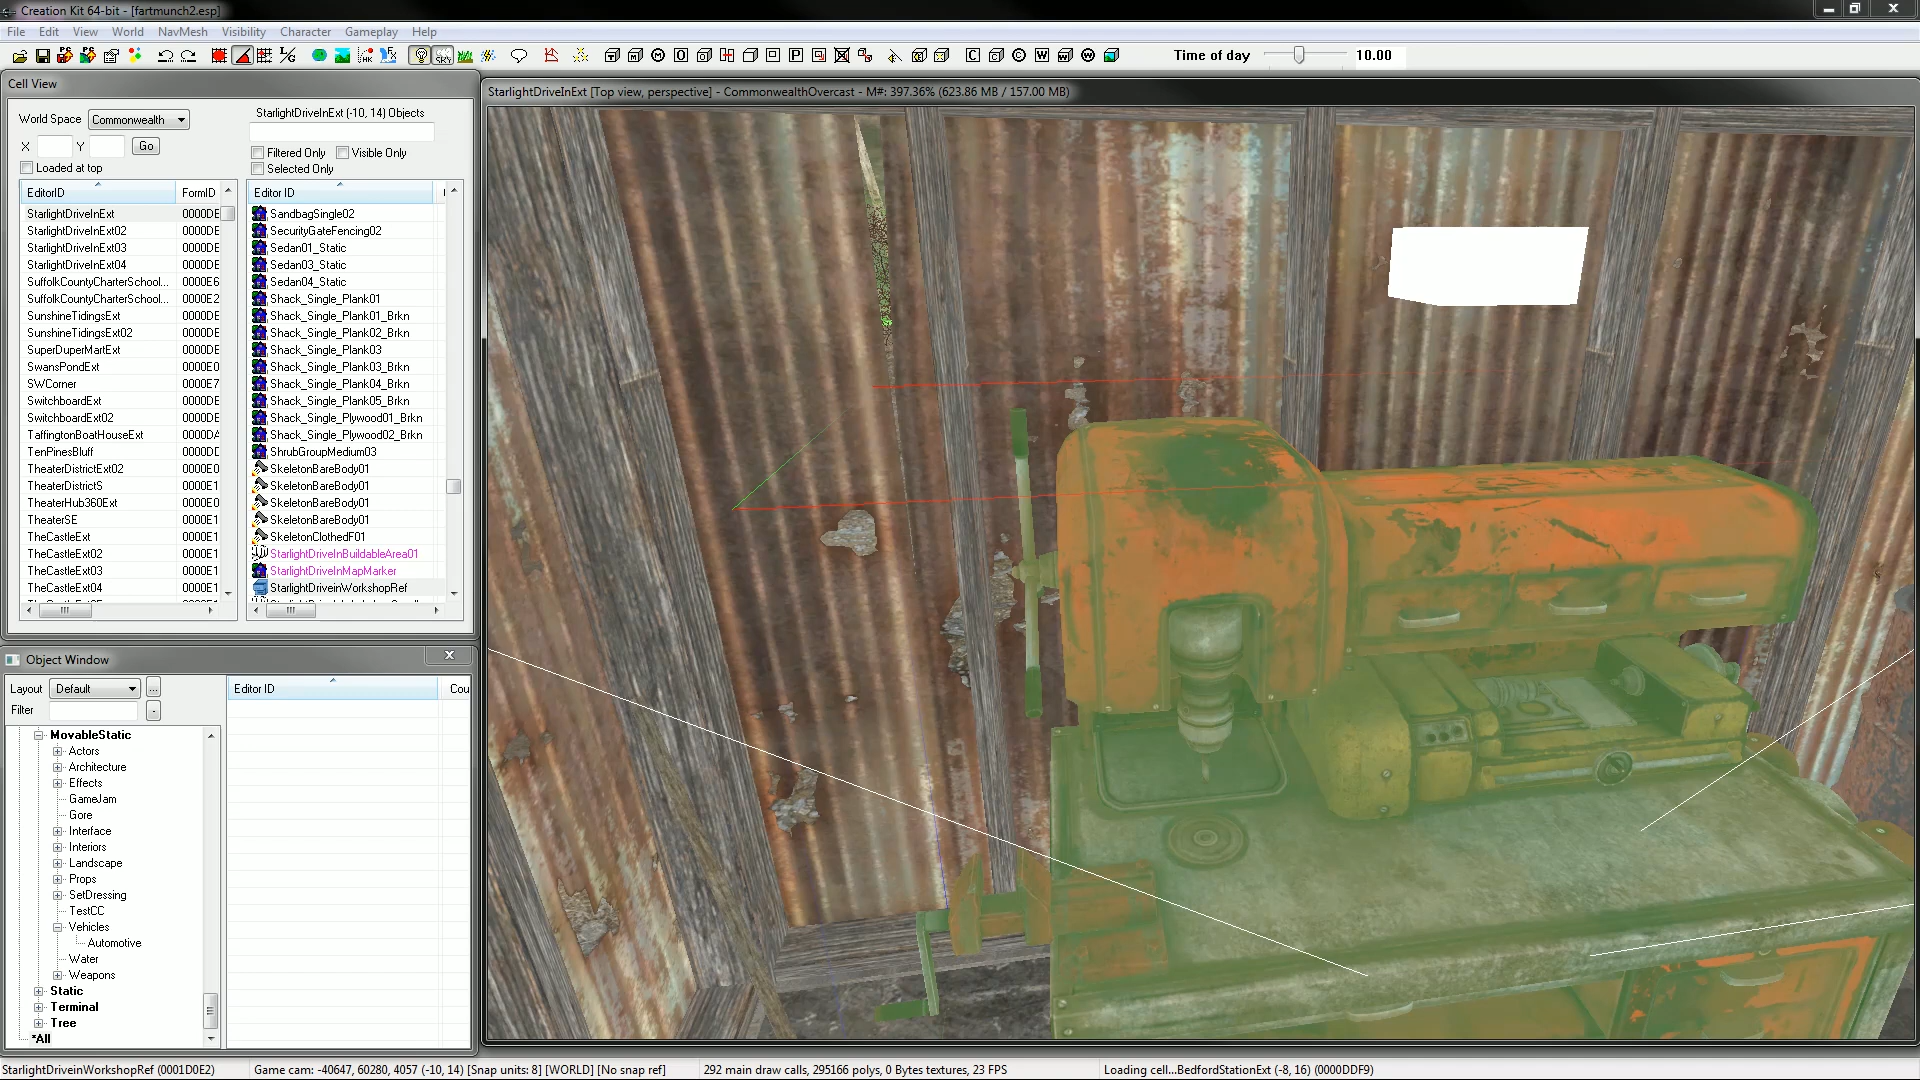 Creation Kit 64-bit - [fartmunch2.esp]
File Edit View World NavMesh Visibility Character Gameplay Help
Time of day 10.00
Cell View
World Space Commonwealth
X Y Go
Loaded at top
EditorID FormID
StarlightDriveInExt 0000DE
StarlightDriveInExt02 0000DE
StarlightDriveInExt03 0000DE
StarlightDriveInExt04 0000DE
SuffolkCountyCharterSchool... 0000E6
SuffolkCountyCharterSchool... 0000E2
SunshineTidingsExt 0000DE
SunshineTidingsExt02 0000DE
SuperDuperMartExt 0000DE
SwansPondExt 0000E0
SWCorner 0000E7
SwitchboardExt 0000DE
SwitchboardExt02 0000DE
TaffingtonBoatHouseExt 0000DA
TenPinesBluff 0000DD
TheaterDistrictExt02 0000E0
TheaterDistrictS 0000E1
TheaterHub360Ext 0000E0
TheaterSE 0000E1
TheCastleExt 0000E1
TheCastleExt02 0000E1
TheCastleExt03 0000E1
TheCastleExt04 0000E1
StarlightDriveInExt (-10, 14) Objects
Filtered Only Visible Only
Selected Only
Editor ID
SandbagSingle02
SecurityGateFencing02
Sedan01_Static
Sedan03_Static
Sedan04_Static
Shack_Single_Plank01
Shack_Single_Plank01_Brkn
Shack_Single_Plank02_Brkn
Shack_Single_Plank03
Shack_Single_Plank03_Brkn
Shack_Single_Plank04_Brkn
Shack_Single_Plank05_Brkn
Shack_Single_Plywood01_Brkn
Shack_Single_Plywood02_Brkn
ShrubGroupMedium03
SkeletonBareBody01
SkeletonBareBody01
SkeletonBareBody01
SkeletonBareBody01
SkeletonClothedF01
StarlightDriveInBuildableArea01
StarlightDriveInMapMarker
StarlightDriveinWorkshopRef
StarlightDriveInExt [Top view, perspective] - CommonwealthOvercast - M#: 397.36% (623.86 MB / 157.00 MB)
Object Window
Layout Default ...
Filter
MovableStatic
Actors
Architecture
Effects
GameJam
Gore
Interface
Interiors
Landscape
Props
SetDressing
TestCC
Vehicles
Automotive
Water
Weapons
Static
Terminal
Tree
*All
Editor ID Cou
StarlightDriveinWorkshopRef (0001D0E2) Game cam: -40647, 60280, 4057 (-10, 14) [Snap units: 8] [WORLD] [No snap ref] 292 main draw calls, 295166 polys, 0 Bytes textures, 23 FPS Loading cell...BedfordStationExt (-8, 16) (0000DDF9)